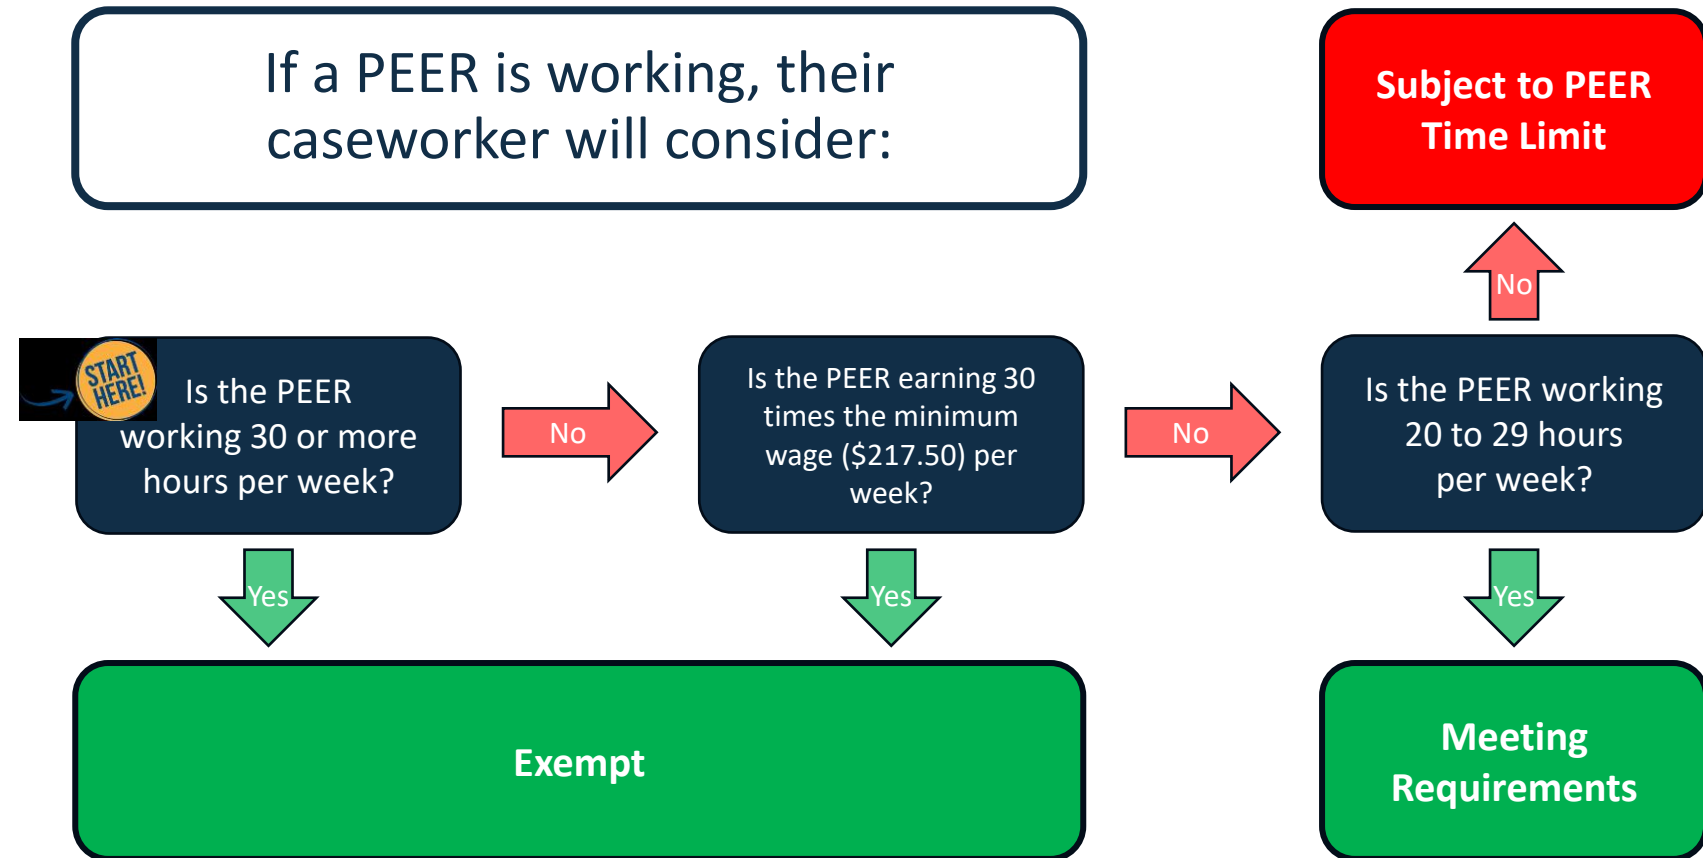 If a PEER is working, their
caseworker will consider:
Subject to PEER
Time Limit
No
START
HERE!
Is the PEER
working 30 or more
hours per week?
No
Is the PEER earning 30
times the minimum
wage ($217.50) per
week?
No
Is the PEER working
20 to 29 hours
per week?
Yes
Yes
Yes
Exempt
Meeting
Requirements